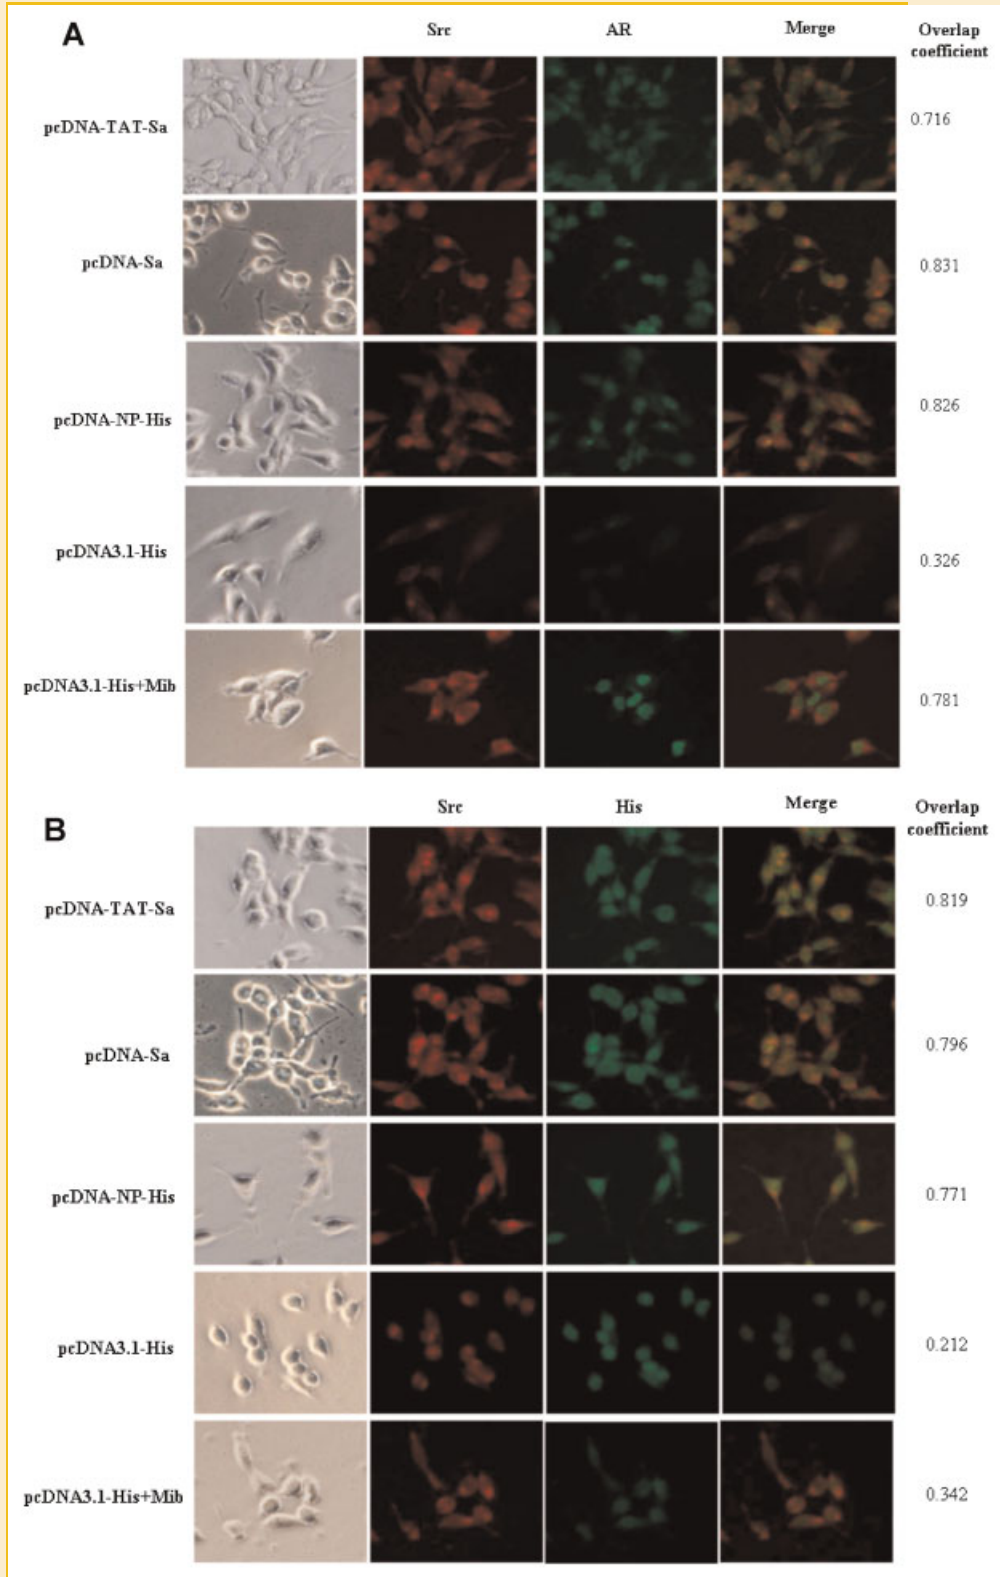 A
Src
AR
Merge
Overlap
coefficient
pcDNA-TAT-Sa
0.716
pcDNA-Sa
0.831
pcDNA-NP-His
0.826
pcDNA3.1-His
0.326
pcDNA3.1-His+Mib
0.781
B
Src
His
Merge
Overlap
coefficient
pcDNA-TAT-Sa
0.819
pcDNA-Sa
0.796
pcDNA-NP-His
0.771
pcDNA3.1-His
0.212
pcDNA3.1-His+Mib
0.342